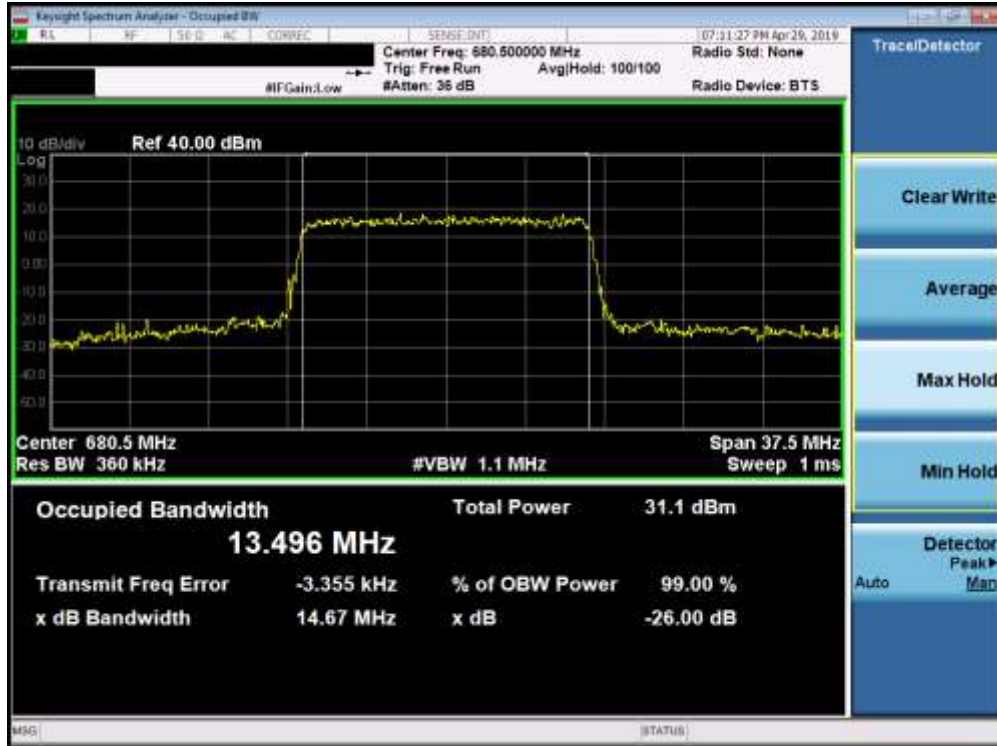 Keysight Spectrum Analyzer - Occupied BW
RL RF 50 Ω AC CORREC SENSE:INT 07:11:27 PM Apr 29, 2019
Center Freq: 680.500000 MHz Radio Std: None
Trig: Free Run Avg|Hold: 100/100
#IFGain:Low #Atten: 36 dB Radio Device: BTS
Trace/Detector
10 dB/div Ref 40.00 dBm
Log
30.0
20.0
10.0
0.00
-10.0
-20.0
-30.0
-40.0
-50.0
Center 680.5 MHz Span 37.5 MHz
Res BW 360 kHz #VBW 1.1 MHz Sweep 1 ms
Occupied Bandwidth Total Power 31.1 dBm
13.496 MHz
Transmit Freq Error -3.355 kHz % of OBW Power 99.00 %
x dB Bandwidth 14.67 MHz x dB -26.00 dB
Clear Write
Average
Max Hold
Min Hold
Detector
Peak▶
Auto Man
MSG STATUS